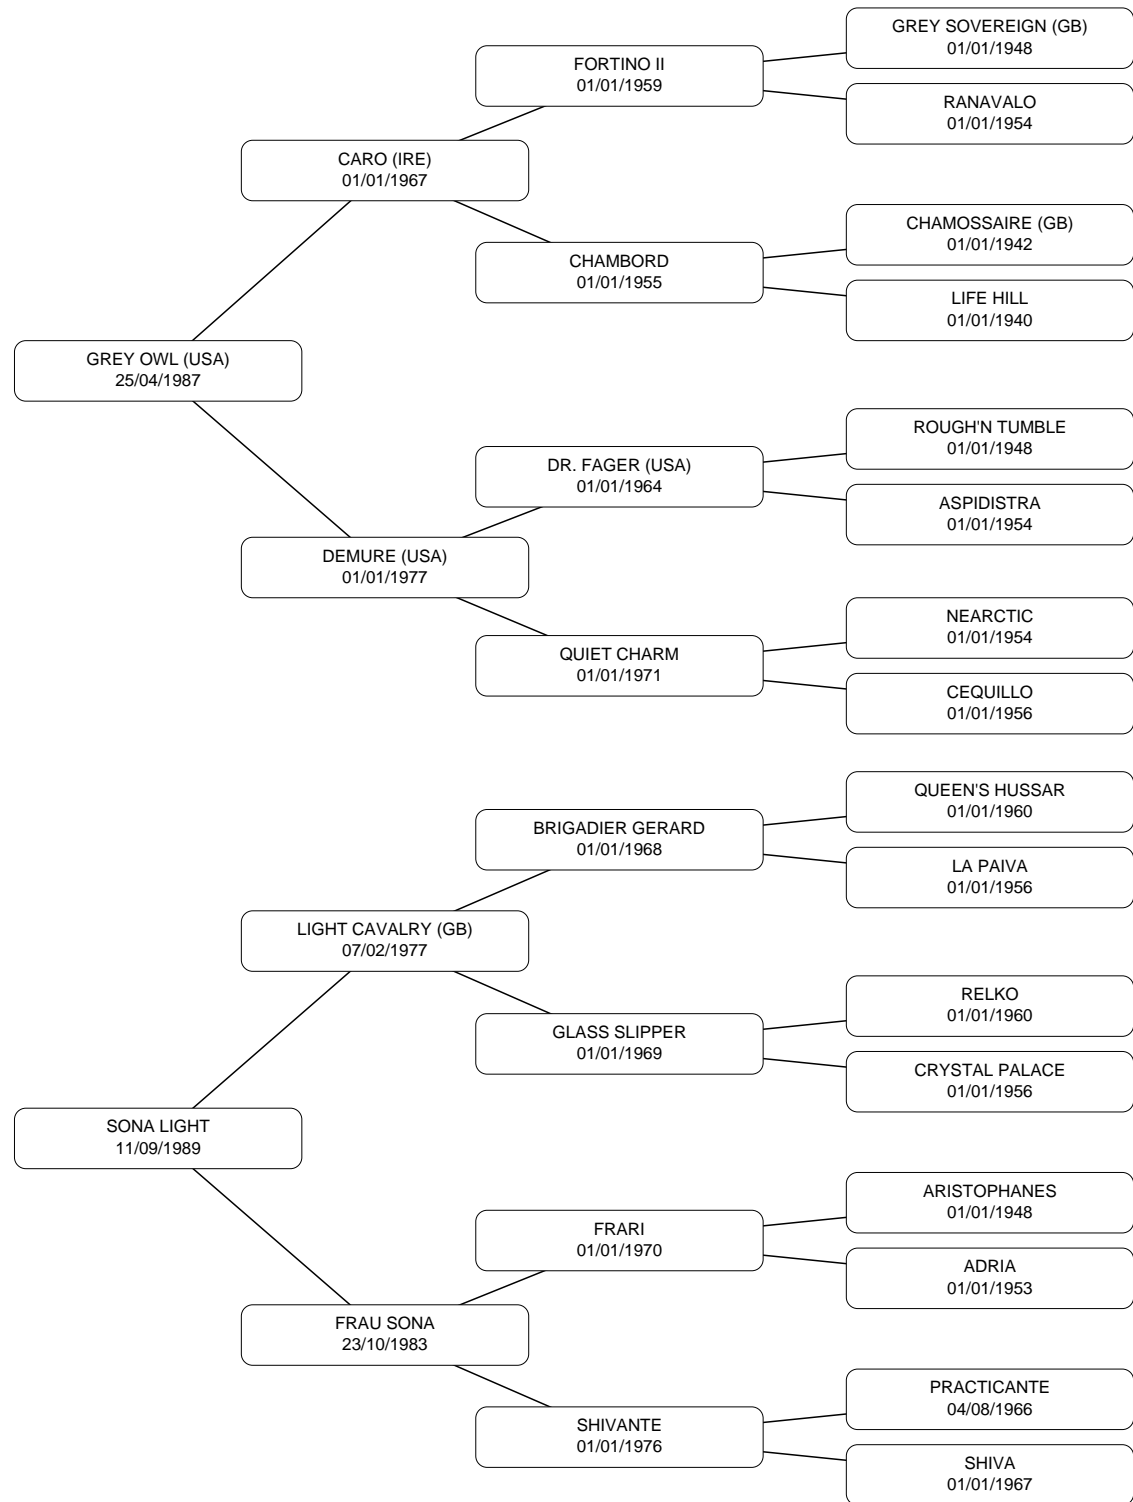 GREY SOVEREIGN (GB)
01/01/1948
FORTINO II
01/01/1959
RANAVALO
01/01/1954
CARO (IRE)
01/01/1967
CHAMOSSAIRE (GB)
01/01/1942
CHAMBORD
01/01/1955
LIFE HILL
01/01/1940
GREY OWL (USA)
25/04/1987
ROUGH'N TUMBLE
01/01/1948
DR. FAGER (USA)
01/01/1964
ASPIDISTRA
01/01/1954
DEMURE (USA)
01/01/1977
NEARCTIC
01/01/1954
QUIET CHARM
01/01/1971
CEQUILLO
01/01/1956
QUEEN'S HUSSAR
01/01/1960
BRIGADIER GERARD
01/01/1968
LA PAIVA
01/01/1956
LIGHT CAVALRY (GB)
07/02/1977
RELKO
01/01/1960
GLASS SLIPPER
01/01/1969
CRYSTAL PALACE
01/01/1956
SONA LIGHT
11/09/1989
ARISTOPHANES
01/01/1948
FRARI
01/01/1970
ADRIA
01/01/1953
FRAU SONA
23/10/1983
PRACTICANTE
04/08/1966
SHIVANTE
01/01/1976
SHIVA
01/01/1967